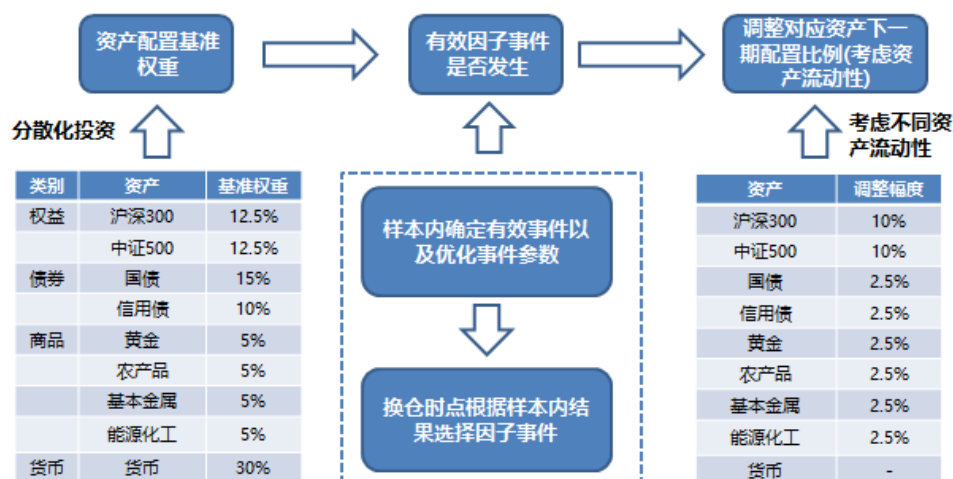 资产配置基准
权重
有效因子事件
是否发生
调整对应资产下一
期配置比例(考虑资
产流动性)
分散化投资
考虑不同资
产流动性
类别 资产 基准权重
权益 沪深300 12.5%
中证500 12.5%
债券 国债 15%
信用债 10%
商品 黄金 5%
农产品 5%
基本金属 5%
能源化工 5%
货币 货币 30%
样本内确定有效事件以
及优化事件参数
换仓时点根据样本内结
果选择因子事件
资产 调整幅度
沪深300 10%
中证500 10%
国债 2.5%
信用债 2.5%
黄金 2.5%
农产品 2.5%
基本金属 2.5%
能源化工 2.5%
货币 -